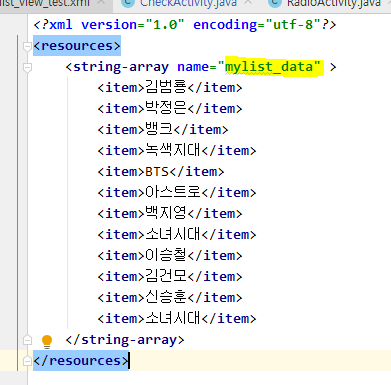 list_view_test.xml CheckActivity.java RadioActivity.java
<?xml version="1.0" encoding="utf-8"?>
<resources>
<string-array name="mylist_data" >
<item>김범룡</item>
<item>박정은</item>
<item>뱅크</item>
<item>녹색지대</item>
<item>BTS</item>
<item>아스트로</item>
<item>백지영</item>
<item>소녀시대</item>
<item>이승철</item>
<item>김건모</item>
<item>신승훈</item>
<item>소녀시대</item>
</string-array>
</resources>